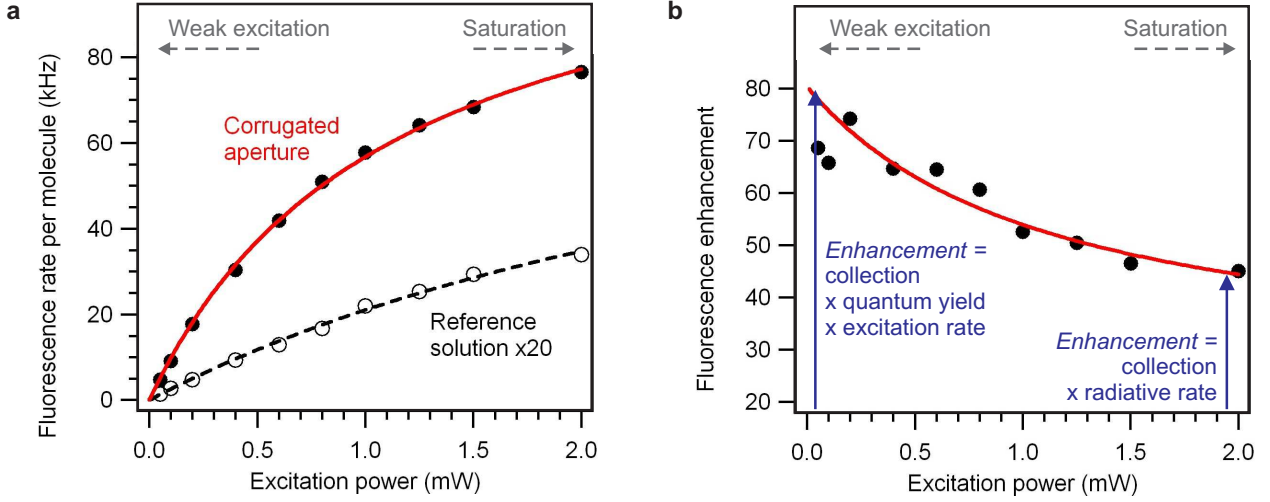 a
Weak excitation
Saturation
80
60
40
20
0
Fluorescence rate per molecule (kHz)
Corrugated
aperture
Reference
solution x20
0.0 0.5 1.0 1.5 2.0
Excitation power (mW)
b
Weak excitation
Saturation
80
70
60
50
40
30
20
Fluorescence enhancement
Enhancement =
collection
x quantum yield
x excitation rate
Enhancement =
collection
x radiative rate
0.0 0.5 1.0 1.5 2.0
Excitation power (mW)